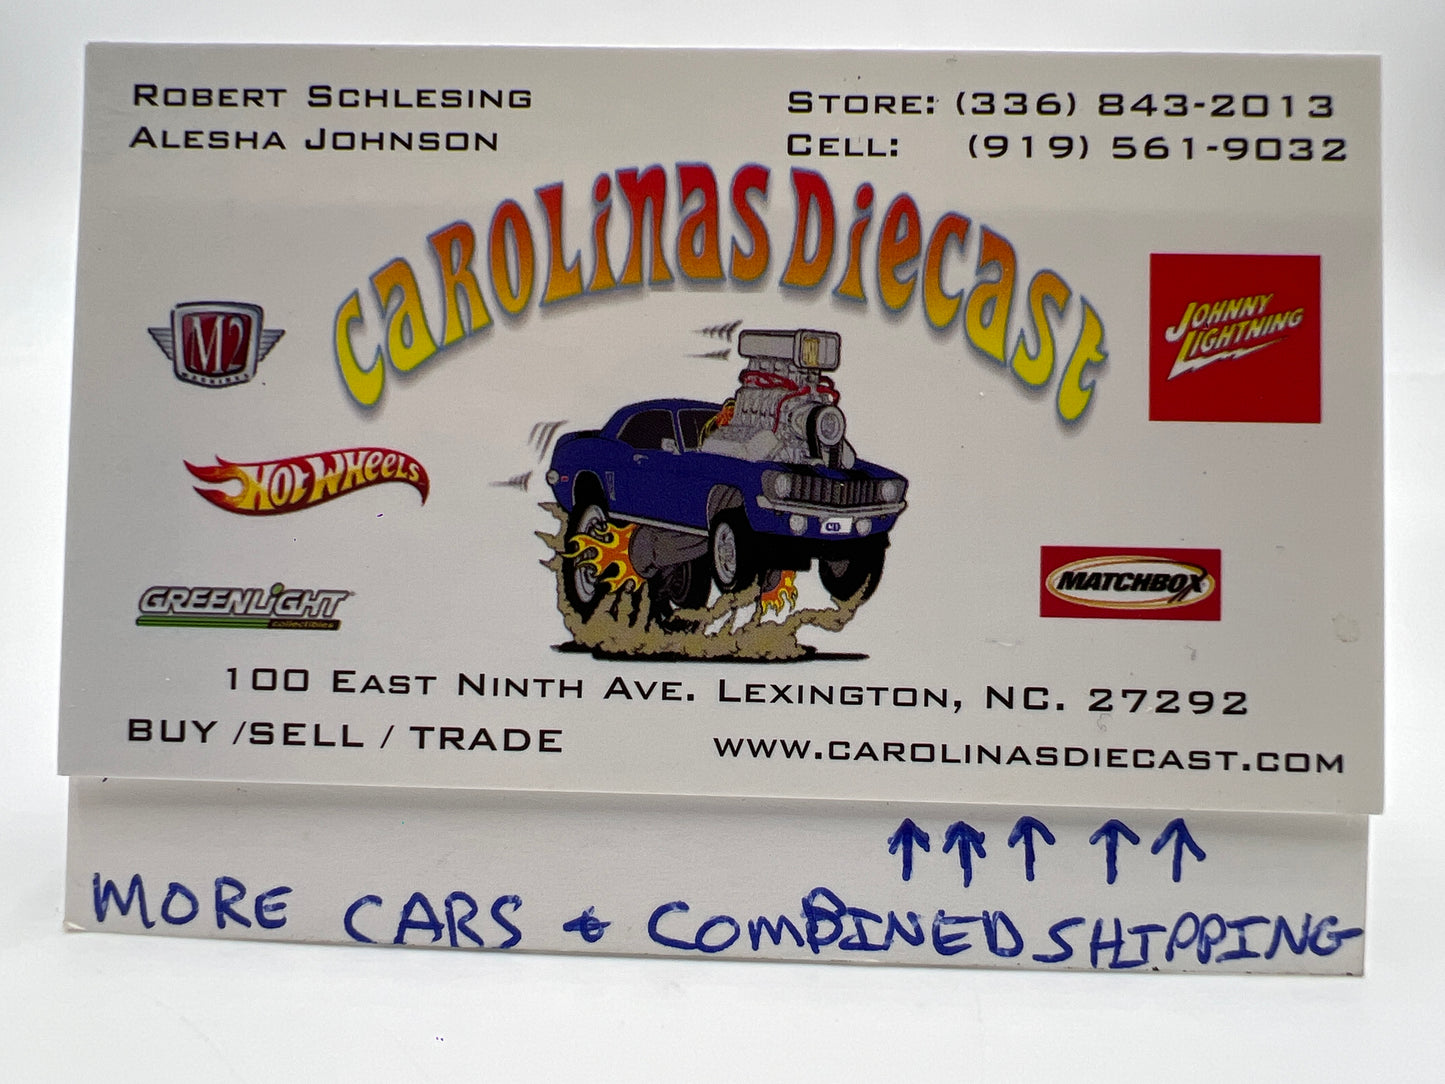 ROBERT SCHLESING
ALESHA JOHNSON
STORE: (336) 843-2013
CELL: (919) 561-9032
CAROLINAS DIECAST
M2
MACHINES
JOHNNY
LIGHTNING
HOT WHEELS
GREENLIGHT
collectibles
MATCHBOX
100 EAST NINTH AVE. LEXINGTON, NC. 27292
BUY /SELL / TRADE
WWW.CAROLINASDIECAST.COM
↑↑↑↑↑
MORE CARS & COMBINED SHIPPING